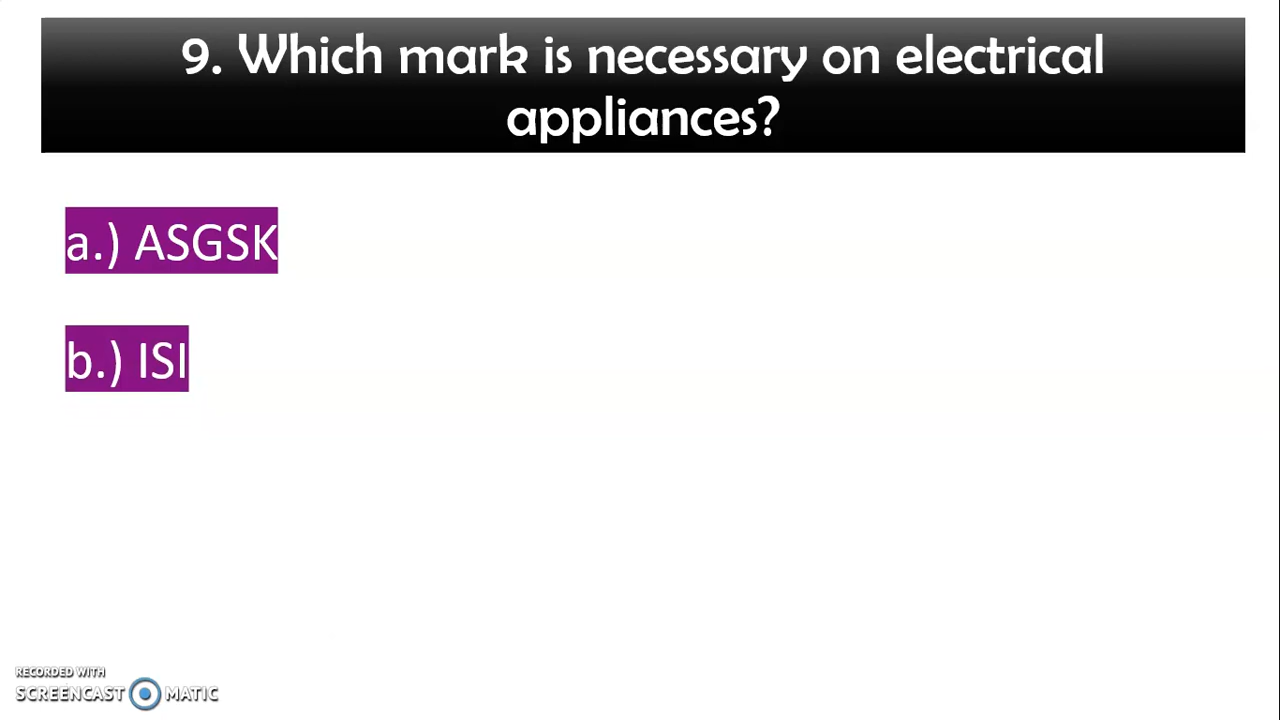 9. Which mark is necessary on electrical
appliances?
a.) ASGSK
b.) ISI
RECORDED WITH
SCREENCAST MATIC